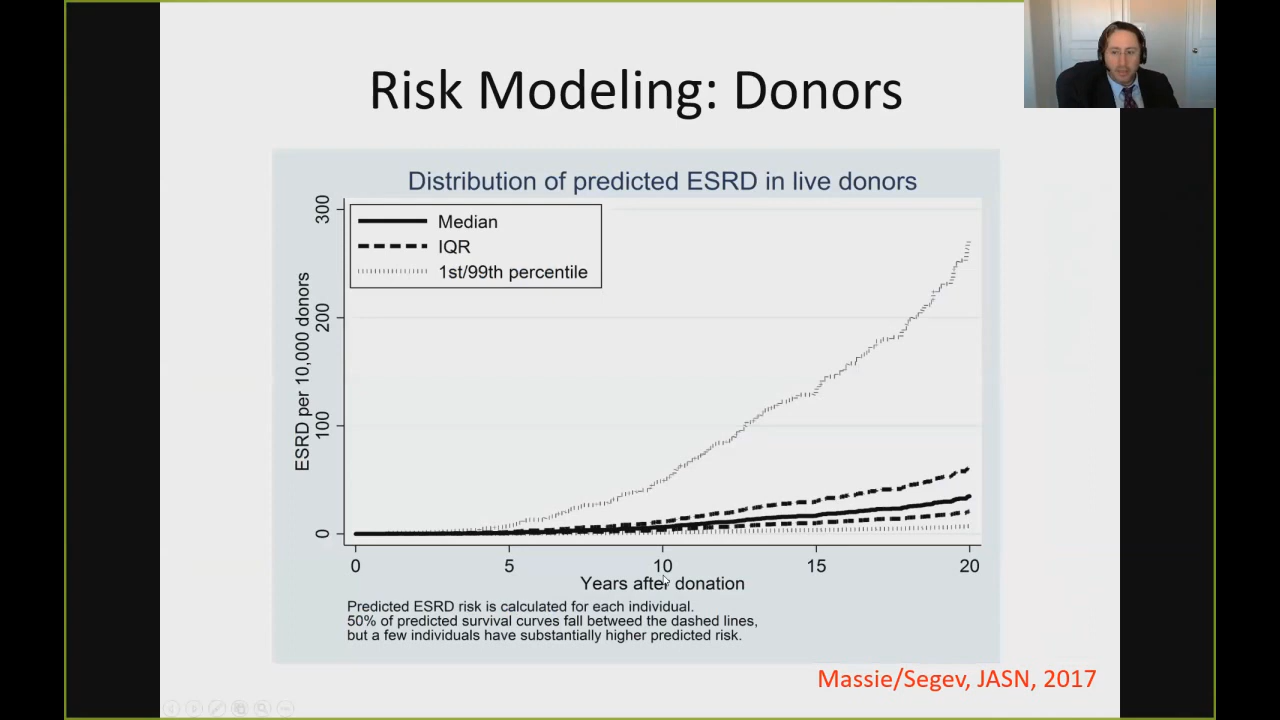 Risk Modeling: Donors
Distribution of predicted ESRD in live donors
Median
IQR
1st/99th percentile
ESRD per 10,000 donors
300
200
100
0
0 5 10 15 20
Years after donation
Predicted ESRD risk is calculated for each individual.
50% of predicted survival curves fall betweed the dashed lines,
but a few individuals have substantially higher predicted risk.
Massie/Segev, JASN, 2017